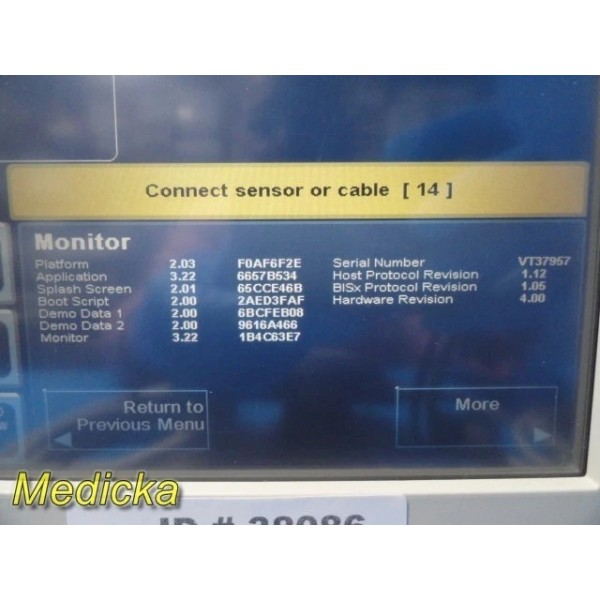 Connect sensor or cable [ 14 ]
Monitor
Platform 2.03 F0AF6F2E Serial Number VT37957
Application 3.22 6657B534 Host Protocol Revision 1.12
Splash Screen 2.01 65CCE46B BISx Protocol Revision 1.05
Boot Script 2.00 2AED3FAF Hardware Revision 4.00
Demo Data 1 2.00 6BCFEB08
Demo Data 2 2.00 9616A466
Monitor 3.22 1B4C63E7
Return to
Previous Menu
More
Medicka
ID # 38086